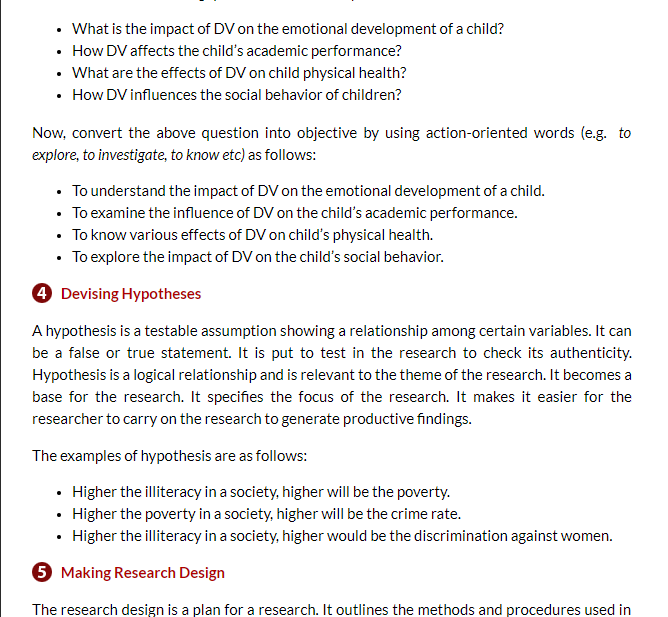 • What is the impact of DV on the emotional development of a child?
• How DV affects the child's academic performance?
• What are the effects of DV on child physical health?
• How DV influences the social behavior of children?
Now, convert the above question into objective by using action-oriented words (e.g. to
explore, to investigate, to know etc) as follows:
• To understand the impact of DV on the emotional development of a child.
• To examine the influence of DV on the child's academic performance.
• To know various effects of DV on child's physical health.
• To explore the impact of DV on the child's social behavior.
4 Devising Hypotheses
A hypothesis is a testable assumption showing a relationship among certain variables. It can
be a false or true statement. It is put to test in the research to check its authenticity.
Hypothesis is a logical relationship and is relevant to the theme of the research. It becomes a
base for the research. It specifies the focus of the research. It makes it easier for the
researcher to carry on the research to generate productive findings.
The examples of hypothesis are as follows:
• Higher the illiteracy in a society, higher will be the poverty.
• Higher the poverty in a society, higher will be the crime rate.
• Higher the illiteracy in a society, higher would be the discrimination against women.
5 Making Research Design
The research design is a plan for a research. It outlines the methods and procedures used in